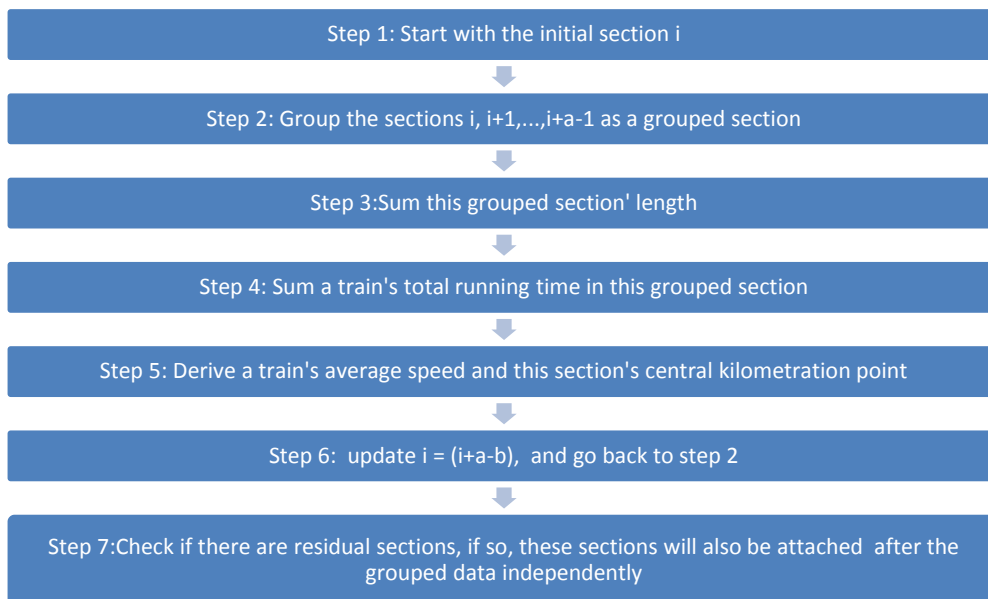 Step 1: Start with the initial section i
Step 2: Group the sections i, i+1,...,i+a-1 as a grouped section
Step 3:Sum this grouped section' length
Step 4: Sum a train's total running time in this grouped section
Step 5: Derive a train's average speed and this section's central kilometration point
Step 6:  update i = (i+a-b),  and go back to step 2
Step 7:Check if there are residual sections, if so, these sections will also be attached  after the
grouped data independently